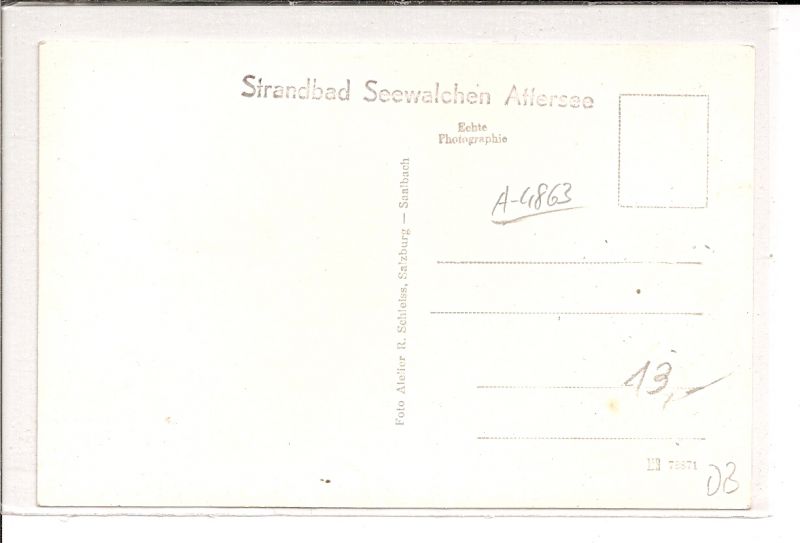 Strandbad Seewalchen Attersee
Echte
Photographie
A-4863
Foto Atelier R. Schleiss, Salzburg — Saalbach
13,-
DB